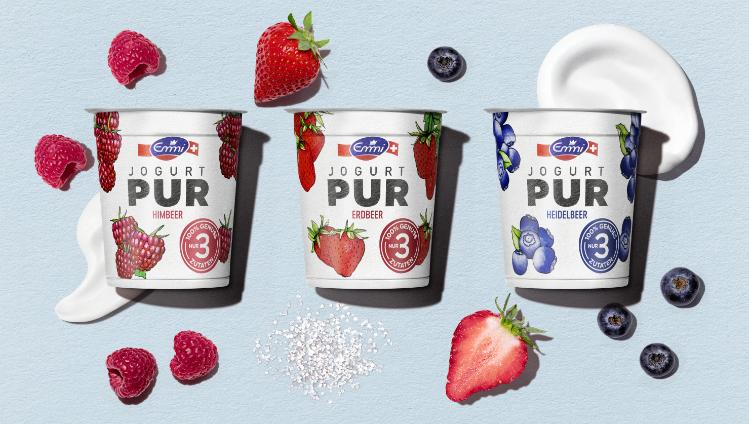 Emmi
JOGURT
PUR
HIMBEER
100% GENUSS
NUR 3
ZUTATEN
Emmi
JOGURT
PUR
ERDBEER
100% GENUSS
NUR 3
ZUTATEN
Emmi
JOGURT
PUR
HEIDELBEER
100% GENUSS
NUR 3
ZUTATEN